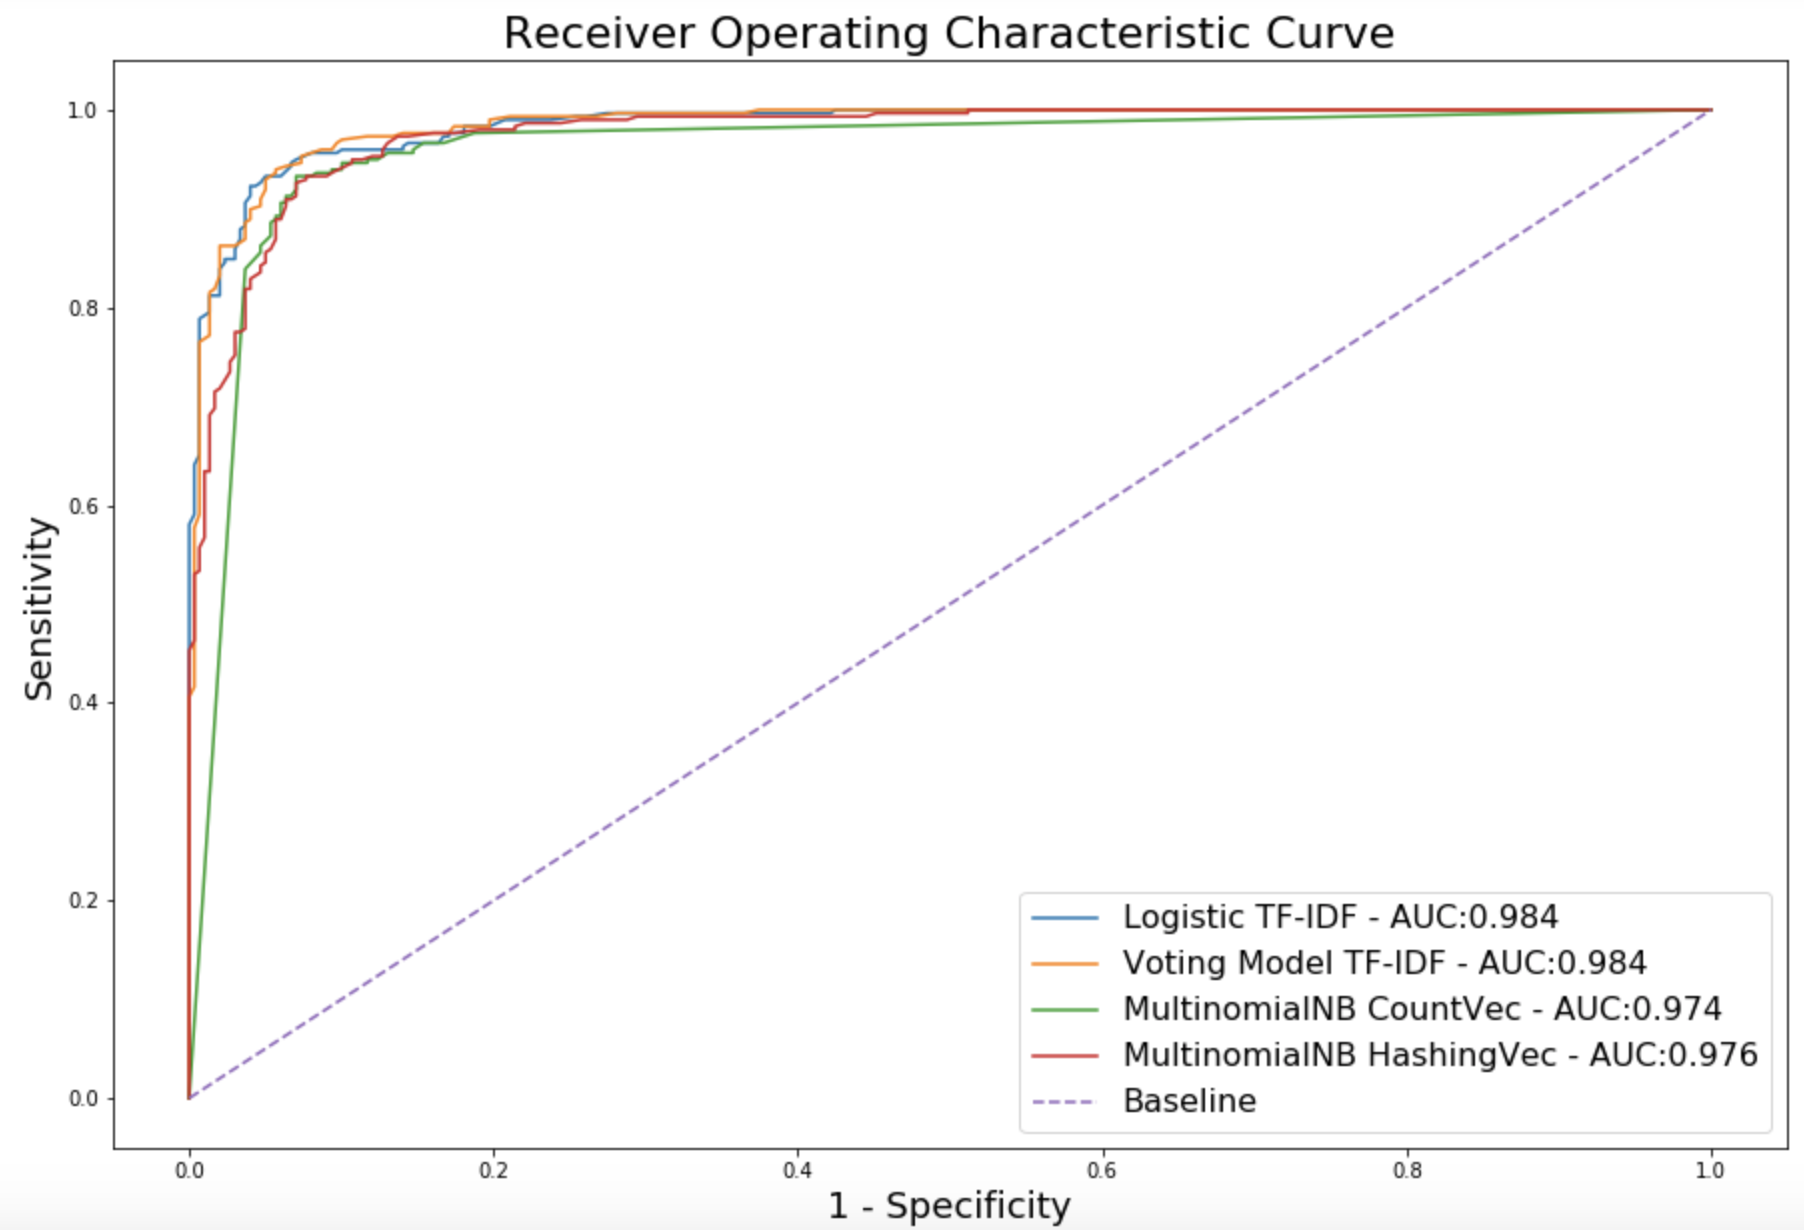 Receiver Operating Characteristic Curve
1.0
0.8
0.6
0.4
0.2
0.0
Sensitivity
0.0 0.2 0.4 0.6 0.8 1.0
1 - Specificity
Logistic TF-IDF - AUC:0.984
Voting Model TF-IDF - AUC:0.984
MultinomialNB CountVec - AUC:0.974
MultinomialNB HashingVec - AUC:0.976
Baseline